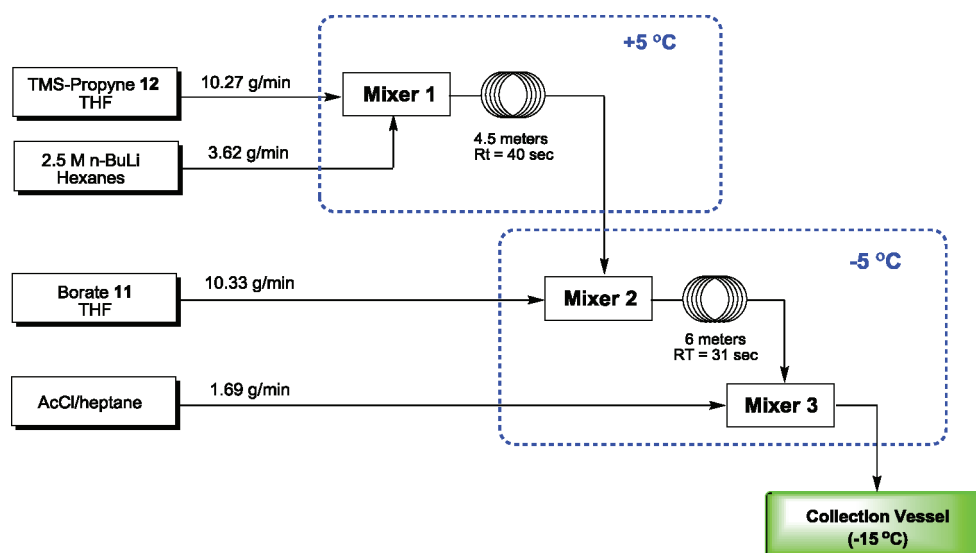 +5 °C
TMS-Propyne 12
THF
10.27 g/min
Mixer 1
4.5 meters
Rt = 40 sec
2.5 M n-BuLi
Hexanes
3.62 g/min
-5 °C
Borate 11
THF
10.33 g/min
Mixer 2
6 meters
RT = 31 sec
AcCl/heptane
1.69 g/min
Mixer 3
Collection Vessel
(-15 °C)